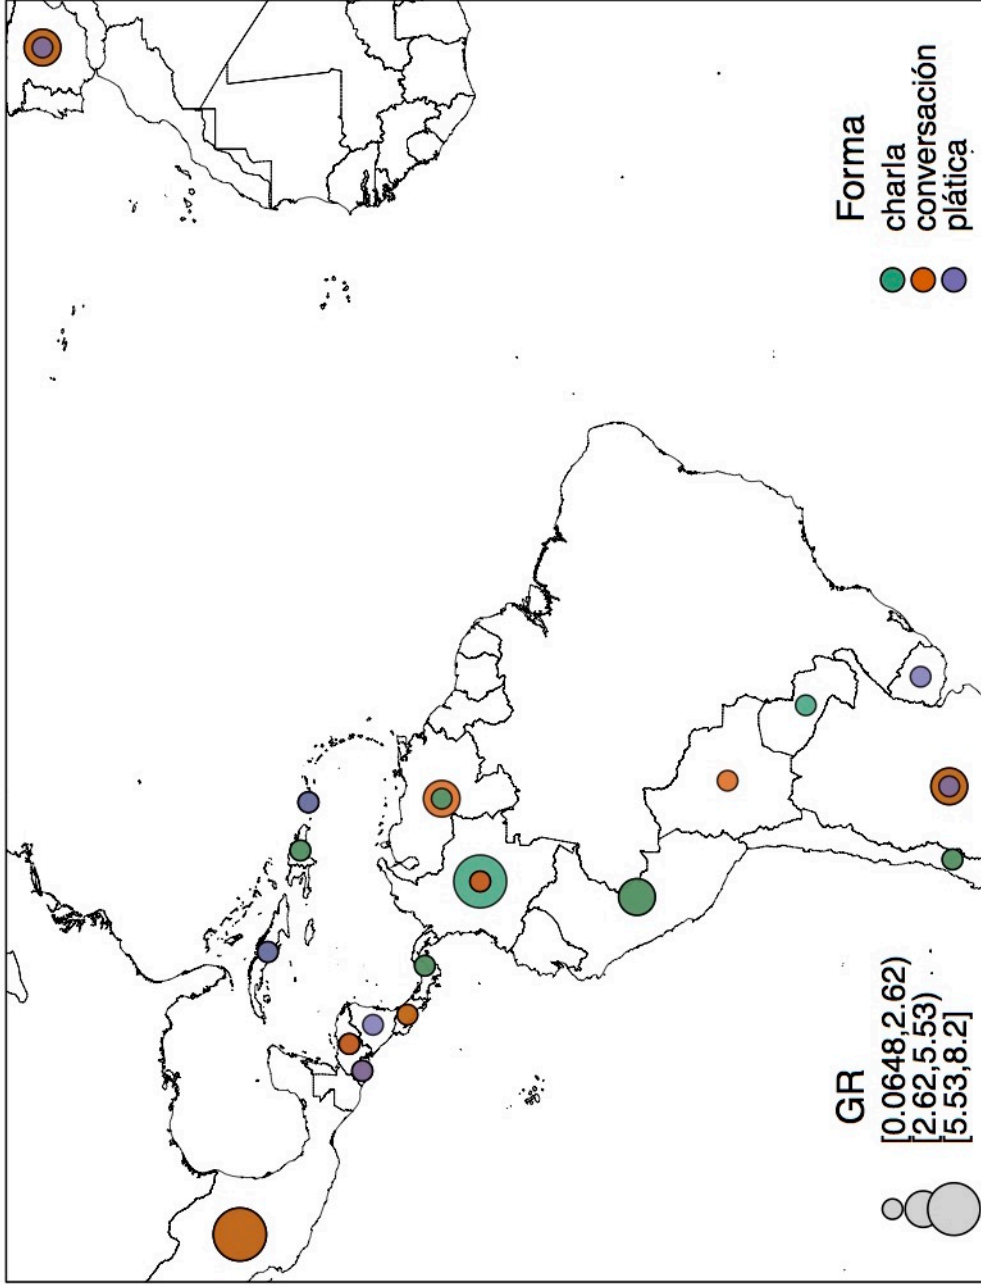 GR
[0.0648,2.62)
[2.62,5.53)
[5.53,8.2]
Forma
charla
conversación
plática